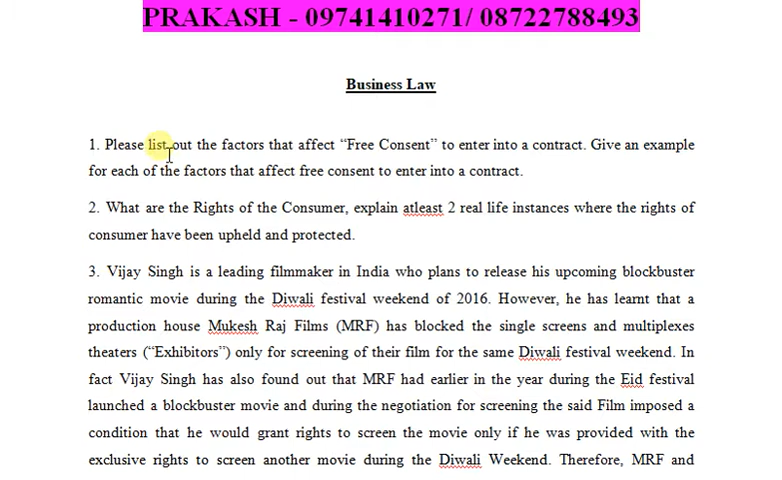 PRAKASH - 09741410271/ 08722788493
Business Law
1. Please list out the factors that affect “Free Consent” to enter into a contract. Give an example
for each of the factors that affect free consent to enter into a contract.
2. What are the Rights of the Consumer, explain atleast 2 real life instances where the rights of
consumer have been upheld and protected.
3. Vijay Singh is a leading filmmaker in India who plans to release his upcoming blockbuster
romantic movie during the Diwali festival weekend of 2016. However, he has learnt that a
production house Mukesh Raj Films (MRF) has blocked the single screens and multiplexes
theaters (“Exhibitors”) only for screening of their film for the same Diwali festival weekend. In
fact Vijay Singh has also found out that MRF had earlier in the year during the Eid festival
launched a blockbuster movie and during the negotiation for screening the said Film imposed a
condition that he would grant rights to screen the movie only if he was provided with the
exclusive rights to screen another movie during the Diwali Weekend. Therefore, MRF and